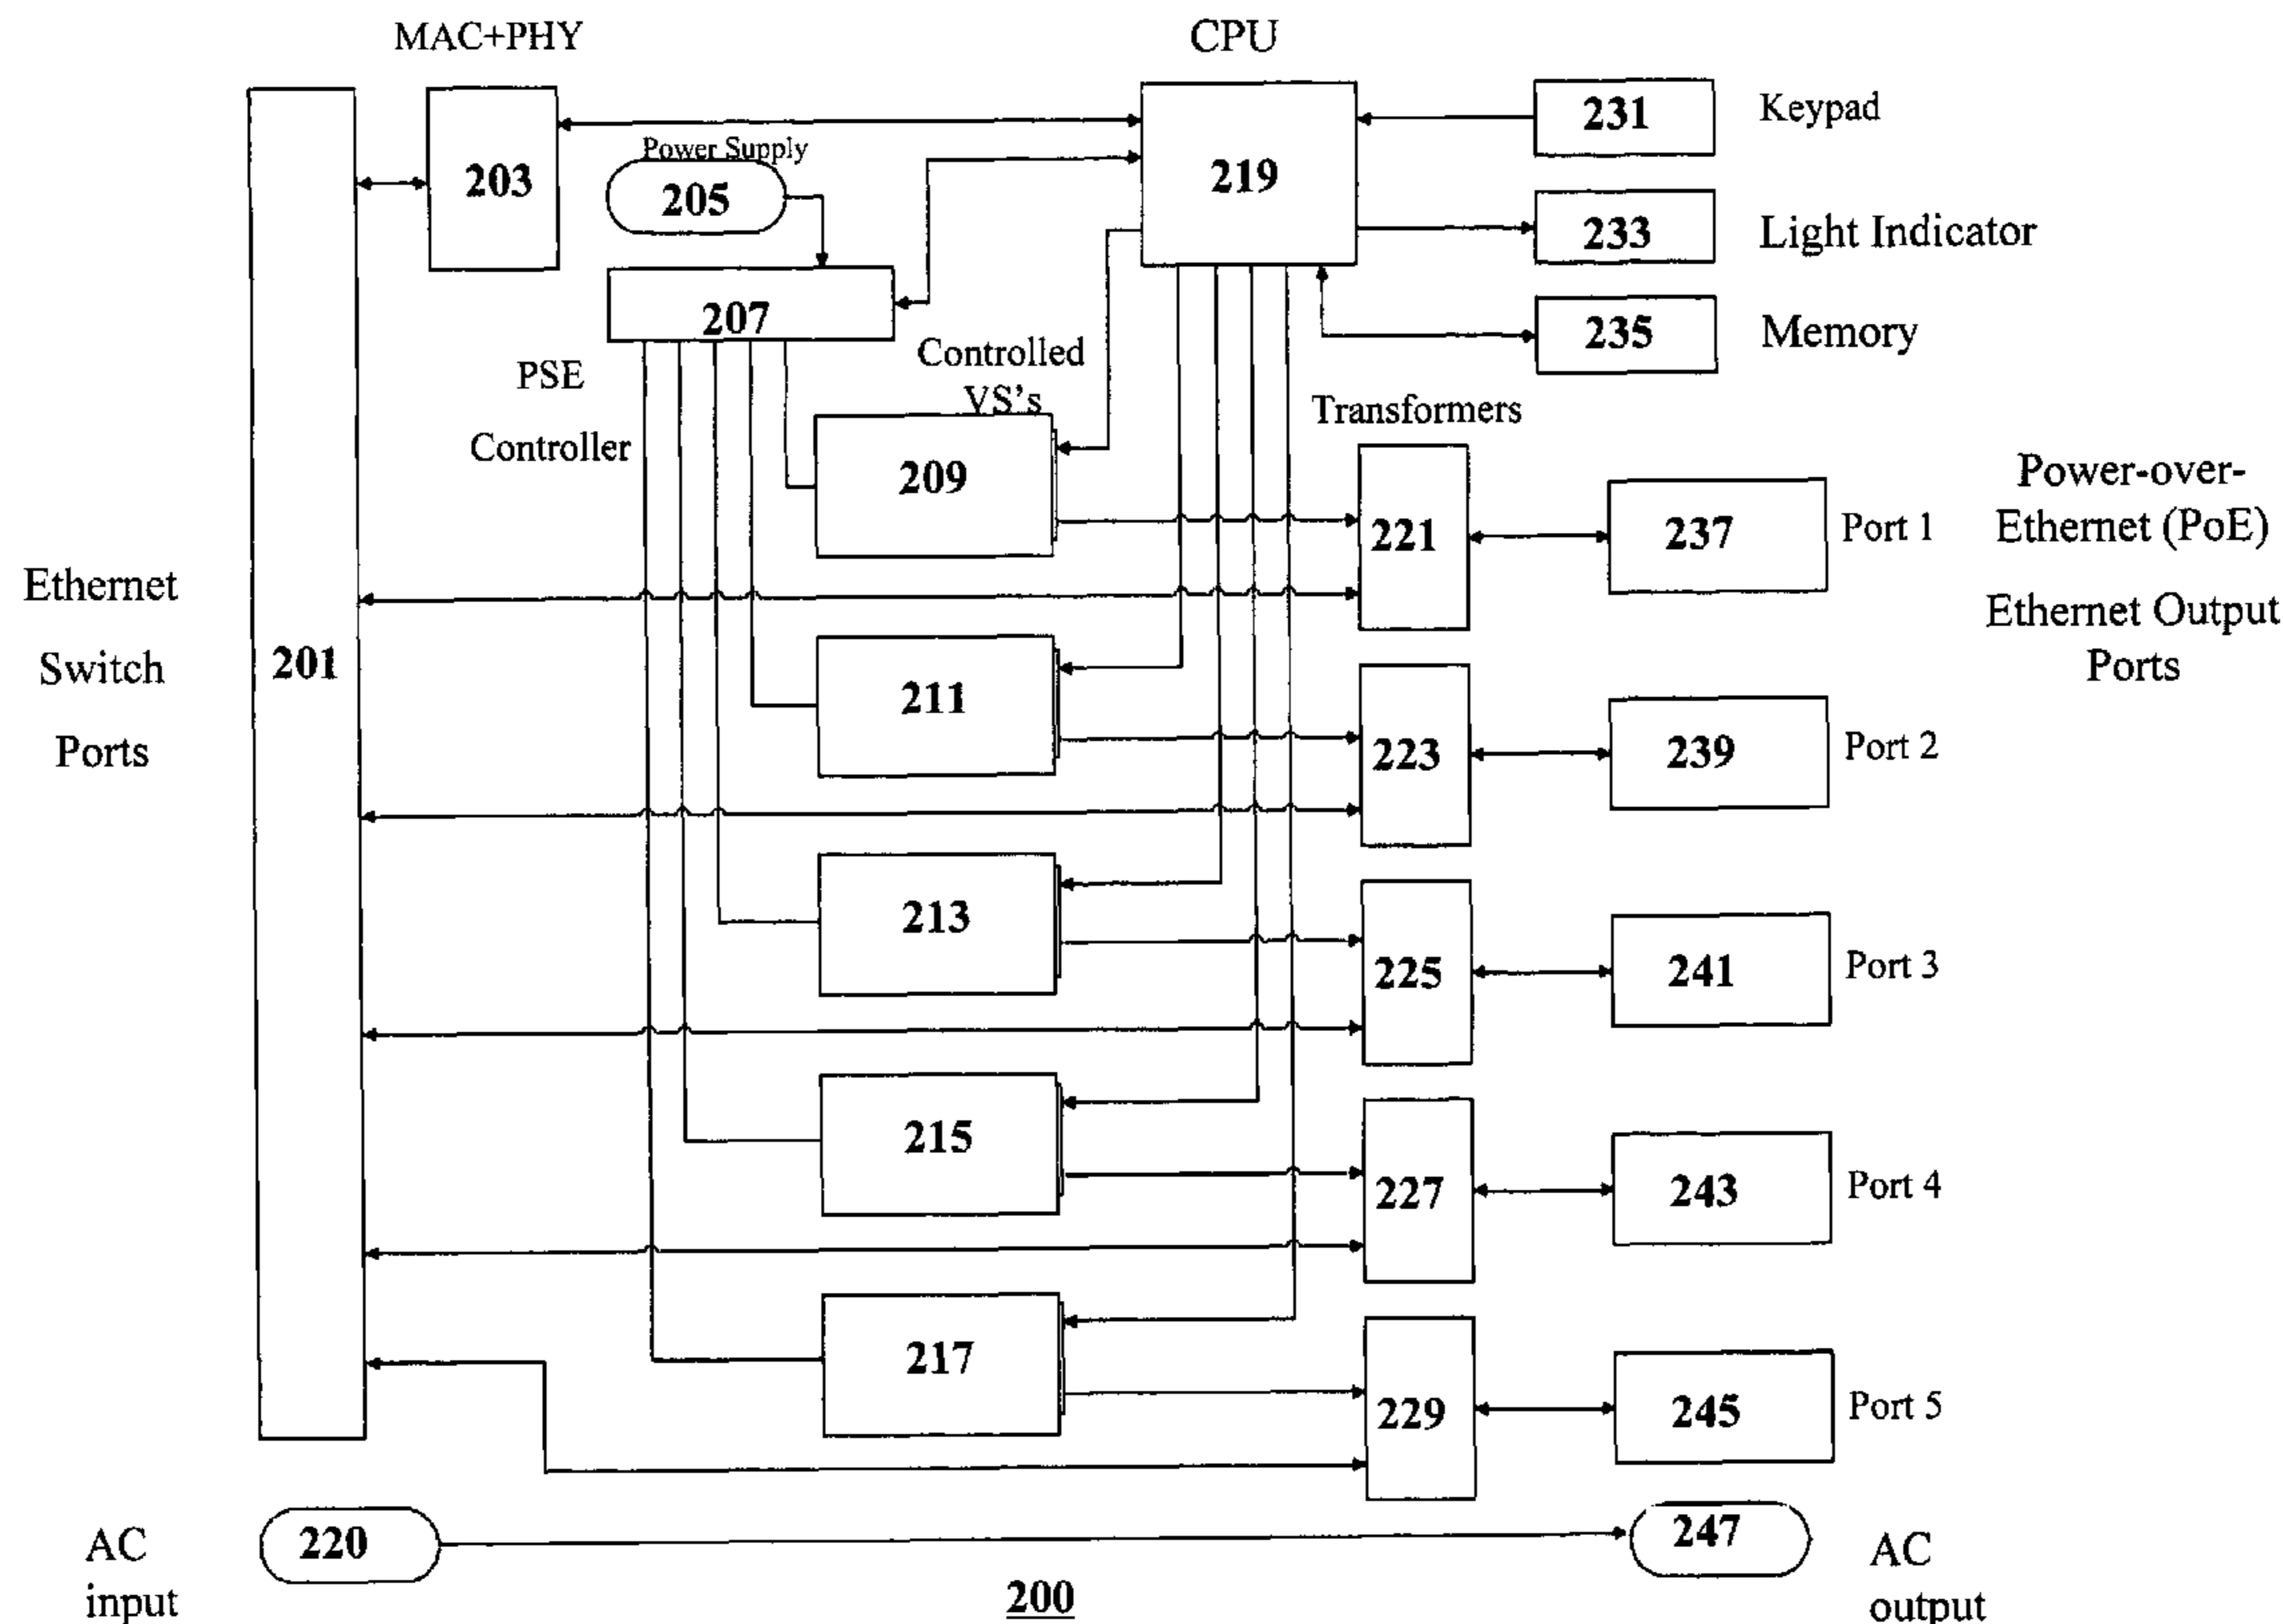 MAC+PHY
CPU
203
Power Supply
205
219
231
Keypad
233
Light Indicator
207
235
Memory
PSE
Controller
Controlled
VS's
Transformers
209
221
237
Port 1
Power-over-
Ethernet (PoE)
Ethernet Output
Ports
Ethernet
Switch
Ports
201
211
223
239
Port 2
213
225
241
Port 3
215
227
243
Port 4
217
229
245
Port 5
AC
input
220
247
AC
output
200